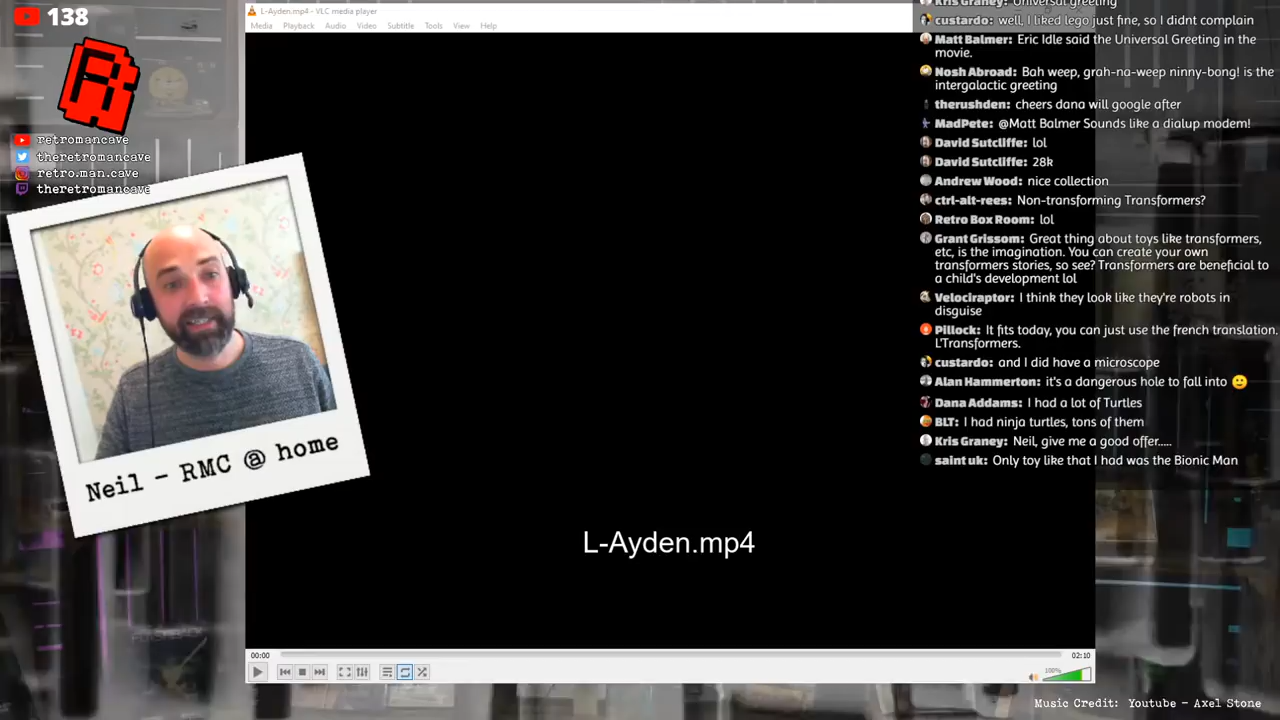 138
L-Ayden.mp4 - VLC media player
Media Playback Audio Video Subtitle Tools View Help
R
retromancave
theretromancave
retro.man.cave
theretromancave
Neil - RMC @ home
L-Ayden.mp4
00:00
02:10
100%
Kris Graney: Universal greeting
custardo: well, I liked lego just fine, so I didnt complain
Matt Balmer: Eric Idle said the Universal Greeting in the
movie.
Nosh Abroad: Bah weep, grah-na-weep ninny-bong! is the
intergalactic greeting
therushden: cheers dana will google after
MadPete: @Matt Balmer Sounds like a dialup modem!
David Sutcliffe: lol
David Sutcliffe: 28k
Andrew Wood: nice collection
ctrl-alt-rees: Non-transforming Transformers?
Retro Box Room: lol
Grant Grissom: Great thing about toys like transformers,
etc, is the imagination. You can create your own
transformers stories, so see? Transformers are beneficial to
a child's development lol
Velociraptor: I think they look like they're robots in
disguise
Pillock: It fits today, you can just use the french translation.
L'Transformers.
custardo: and I did have a microscope
Alan Hammerton: it's a dangerous hole to fall into 🙂
Dana Addams: I had a lot of Turtles
BLT: I had ninja turtles, tons of them
Kris Graney: Neil, give me a good offer.....
saint uk: Only toy like that I had was the Bionic Man
Music Credit: Youtube - Axel Stone